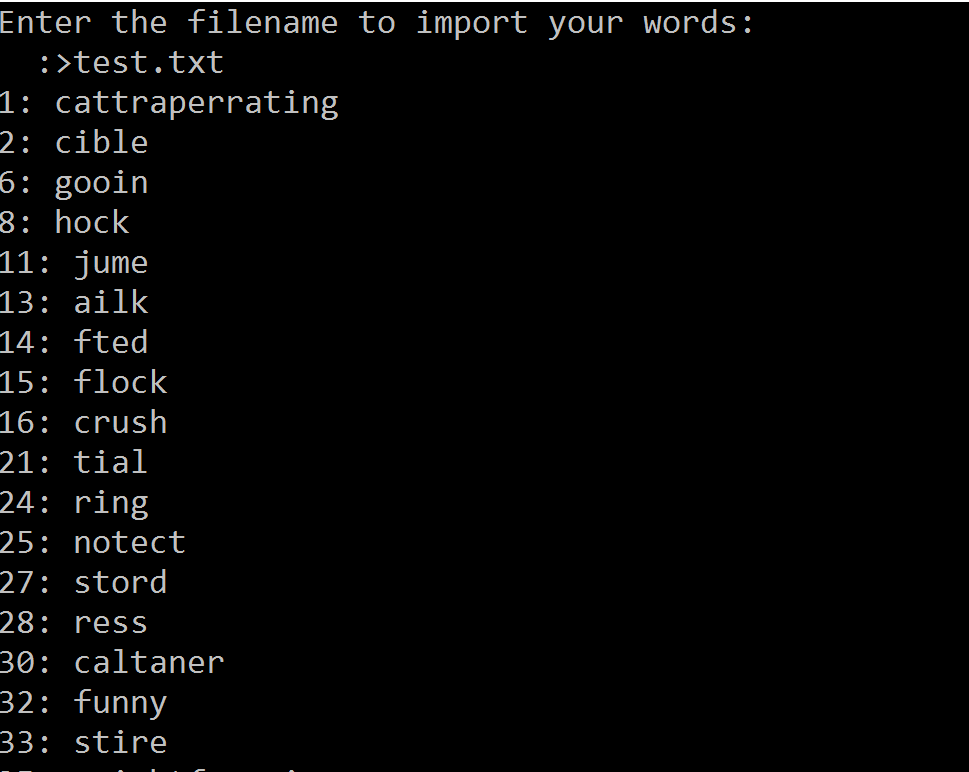 Enter the filename to import your words:
:>test.txt
1: cattraperrating
2: cible
6: gooin
8: hock
11: jume
13: ailk
14: fted
15: flock
16: crush
21: tial
24: ring
25: notect
27: stord
28: ress
30: caltaner
32: funny
33: stire